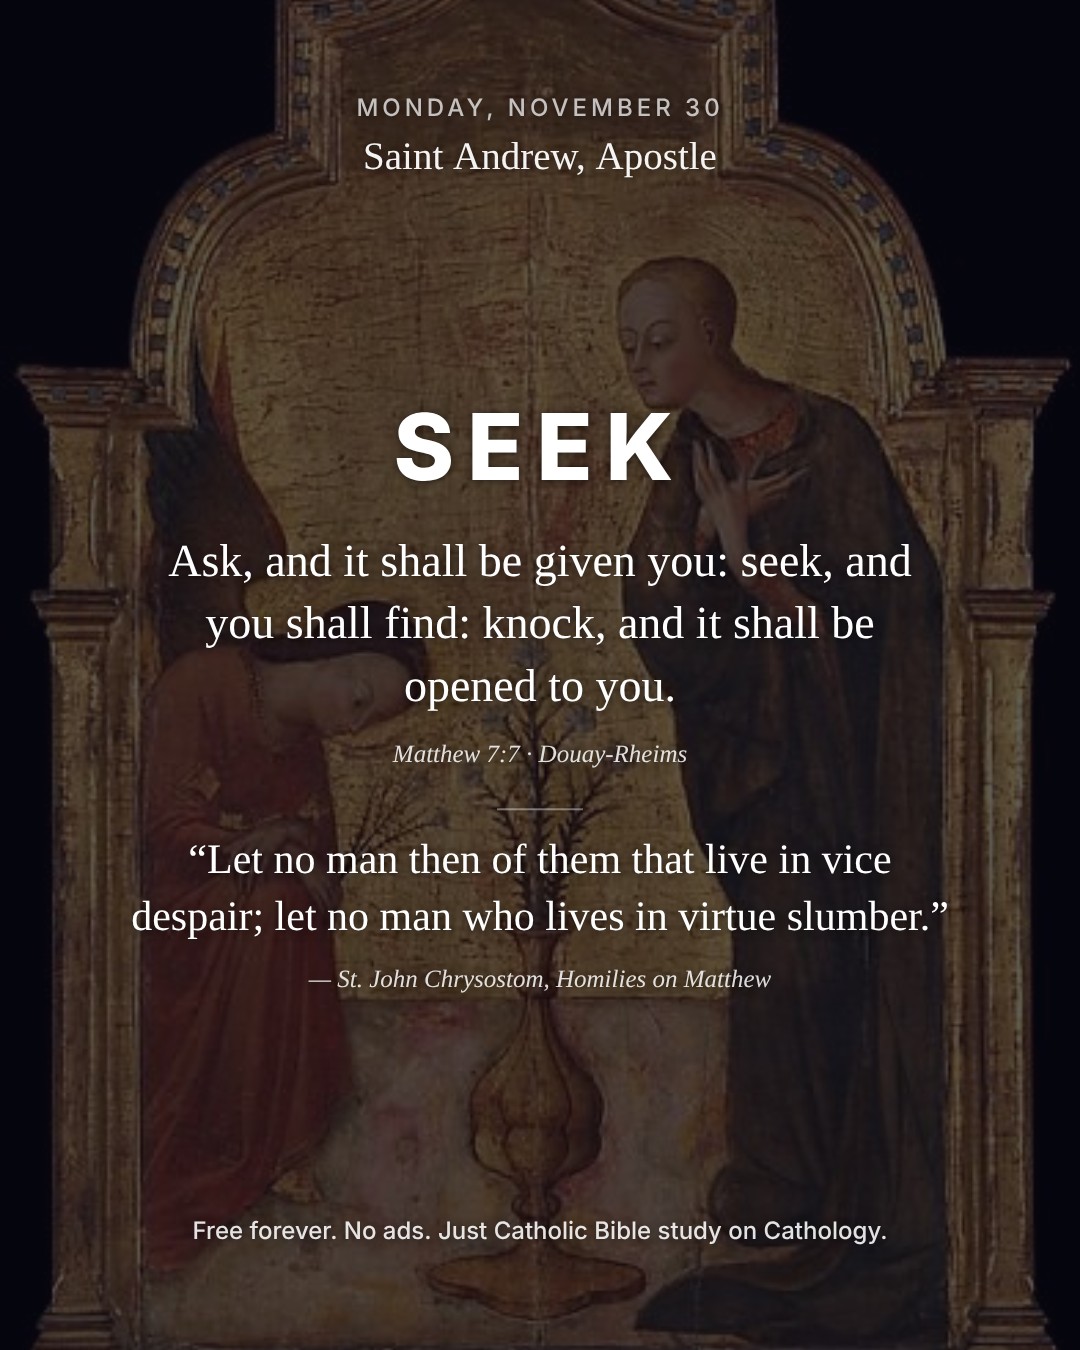 MONDAY, NOVEMBER 30
Saint Andrew, Apostle
SEEK
Ask, and it shall be given you: seek, and
you shall find: knock, and it shall be
opened to you.
Matthew 7:7 · Douay-Rheims
“Let no man then of them that live in vice
despair; let no man who lives in virtue slumber.”
— St. John Chrysostom, Homilies on Matthew
Free forever. No ads. Just Catholic Bible study on Cathology.